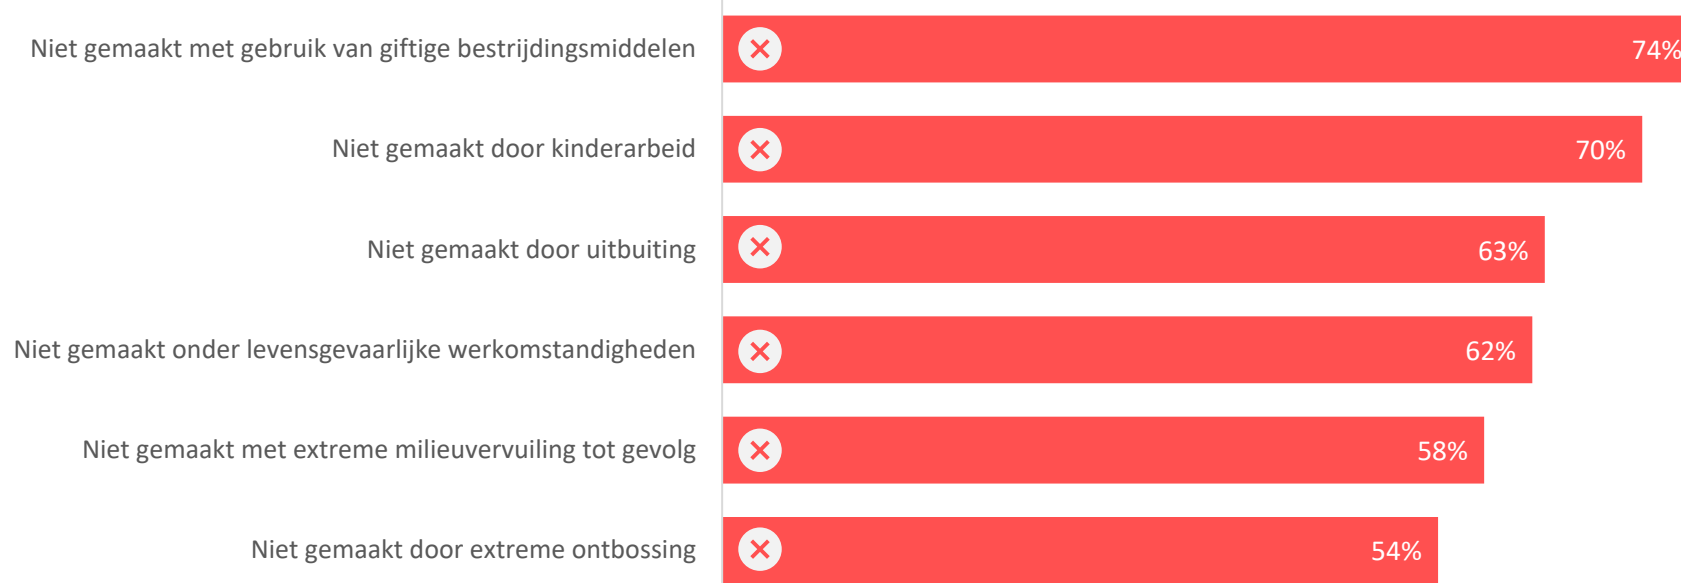 Niet gemaakt met gebruik van giftige bestrijdingsmiddelen 74%
Niet gemaakt door kinderarbeid 70%
Niet gemaakt door uitbuiting 63%
Niet gemaakt onder levensgevaarlijke werkomstandigheden 62%
Niet gemaakt met extreme milieuvervuiling tot gevolg 58%
Niet gemaakt door extreme ontbossing 54%